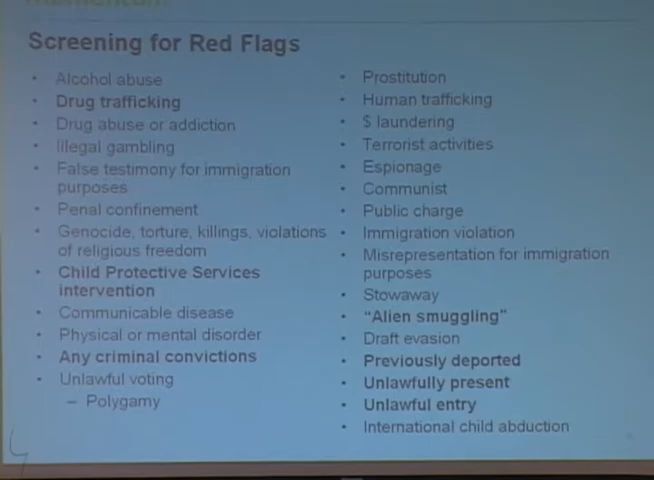 Screening for Red Flags
• Alcohol abuse
• Drug trafficking
• Drug abuse or addiction
• Illegal gambling
• False testimony for immigration
purposes
• Penal confinement
• Genocide, torture, killings, violations
of religious freedom
• Child Protective Services
intervention
• Communicable disease
• Physical or mental disorder
• Any criminal convictions
• Unlawful voting
– Polygamy
• Prostitution
• Human trafficking
• $ laundering
• Terrorist activities
• Espionage
• Communist
• Public charge
• Immigration violation
• Misrepresentation for immigration
purposes
• Stowaway
• “Alien smuggling”
• Draft evasion
• Previously deported
• Unlawfully present
• Unlawful entry
• International child abduction